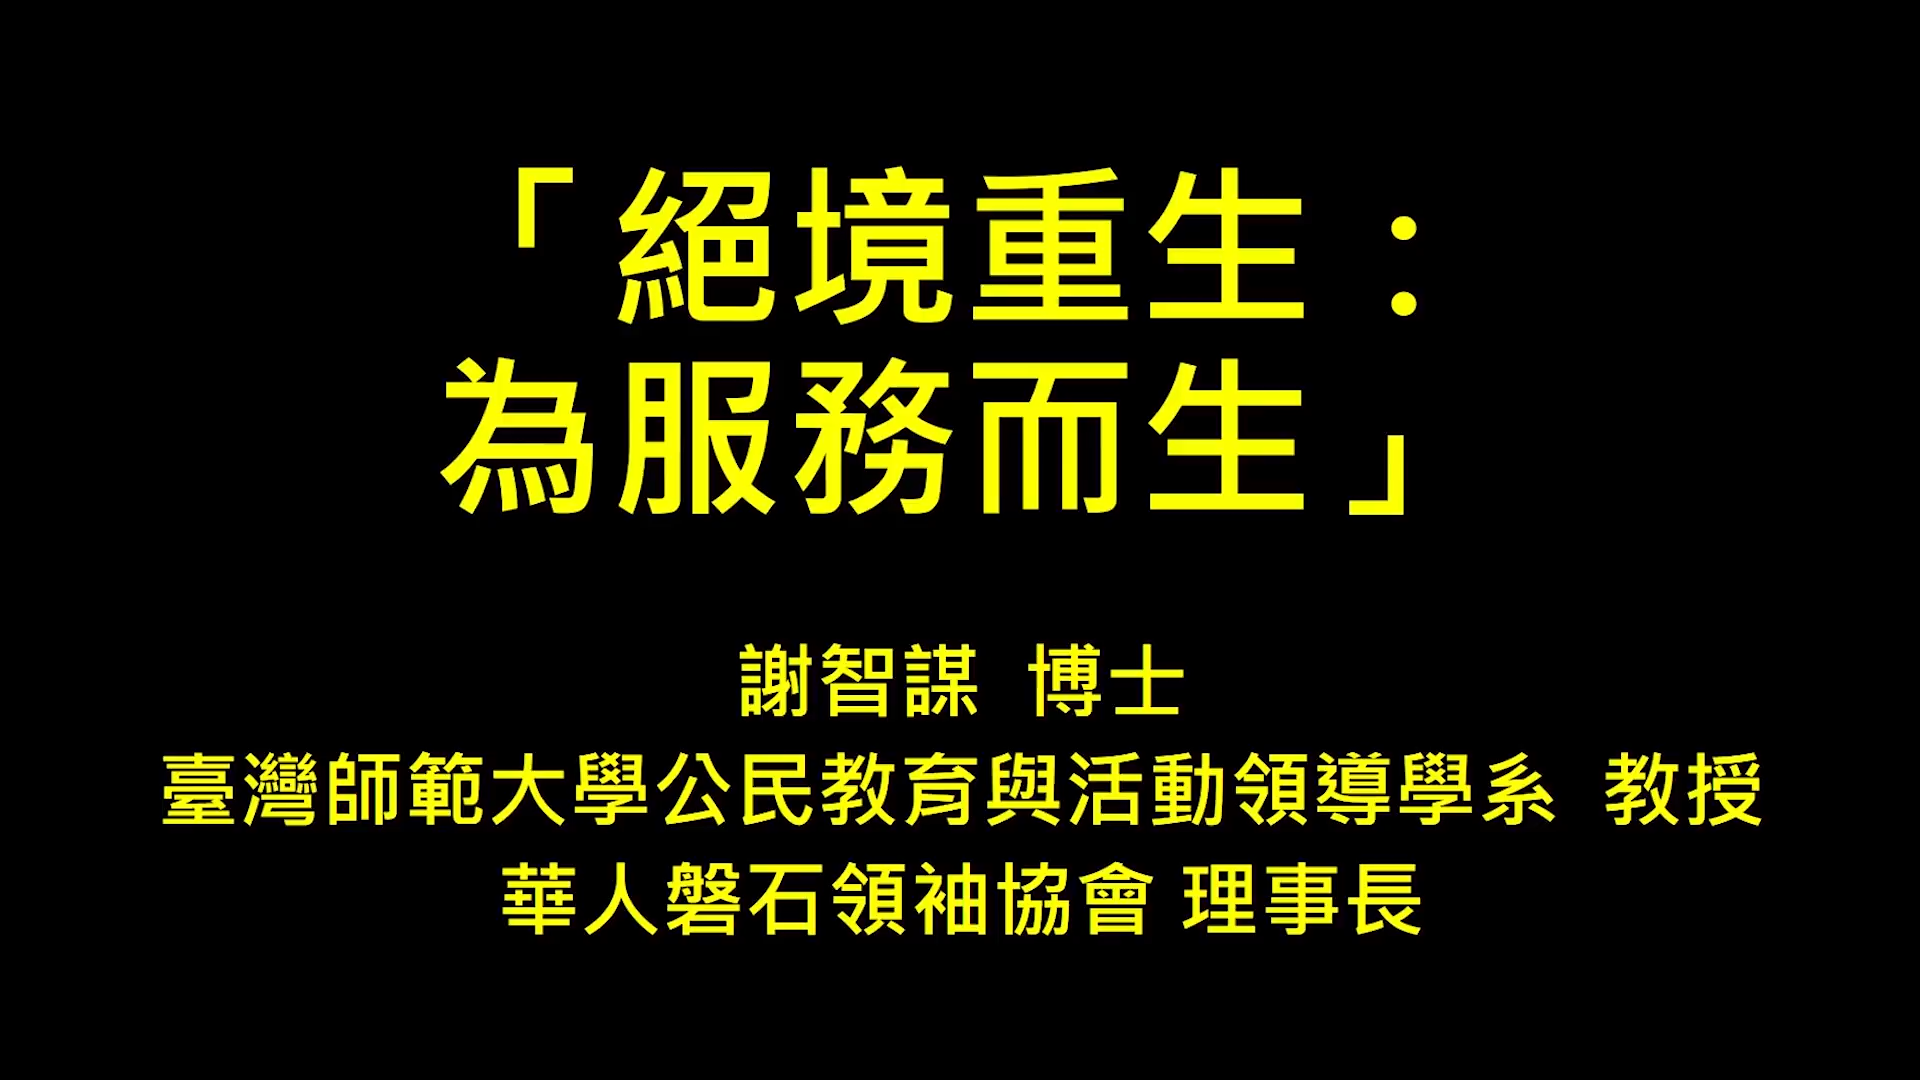 「絕境重生：
為服務而生」
謝智謀 博士
臺灣師範大學公民教育與活動領導學系 教授
華人磐石領袖協會 理事長